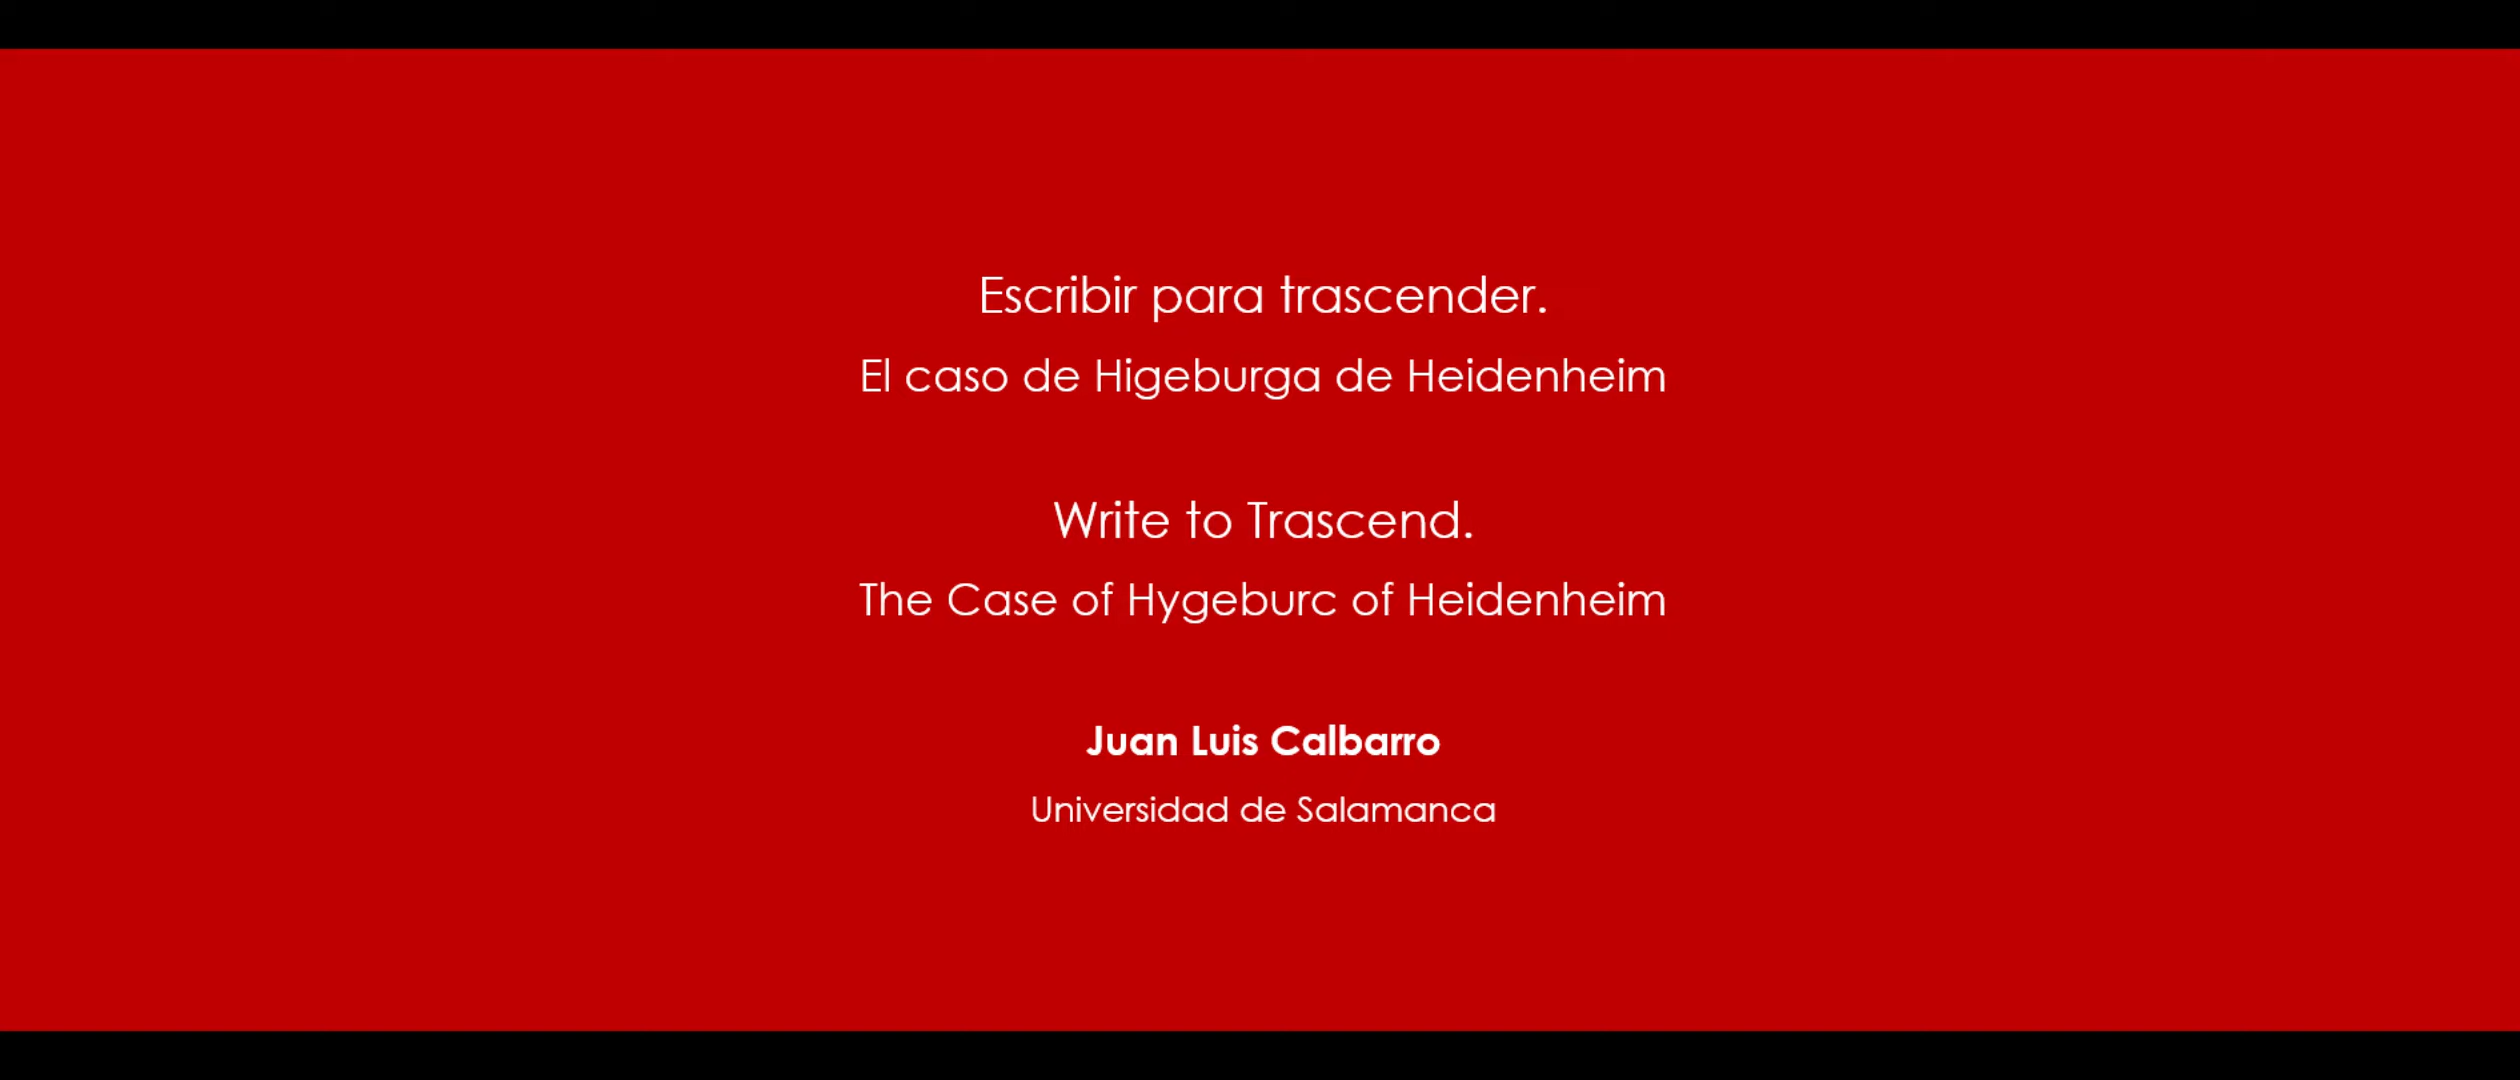 Escribir para trascender.
El caso de Higeburga de Heidenheim
Write to Trascend.
The Case of Hygeburc of Heidenheim
Juan Luis Calbarro
Universidad de Salamanca